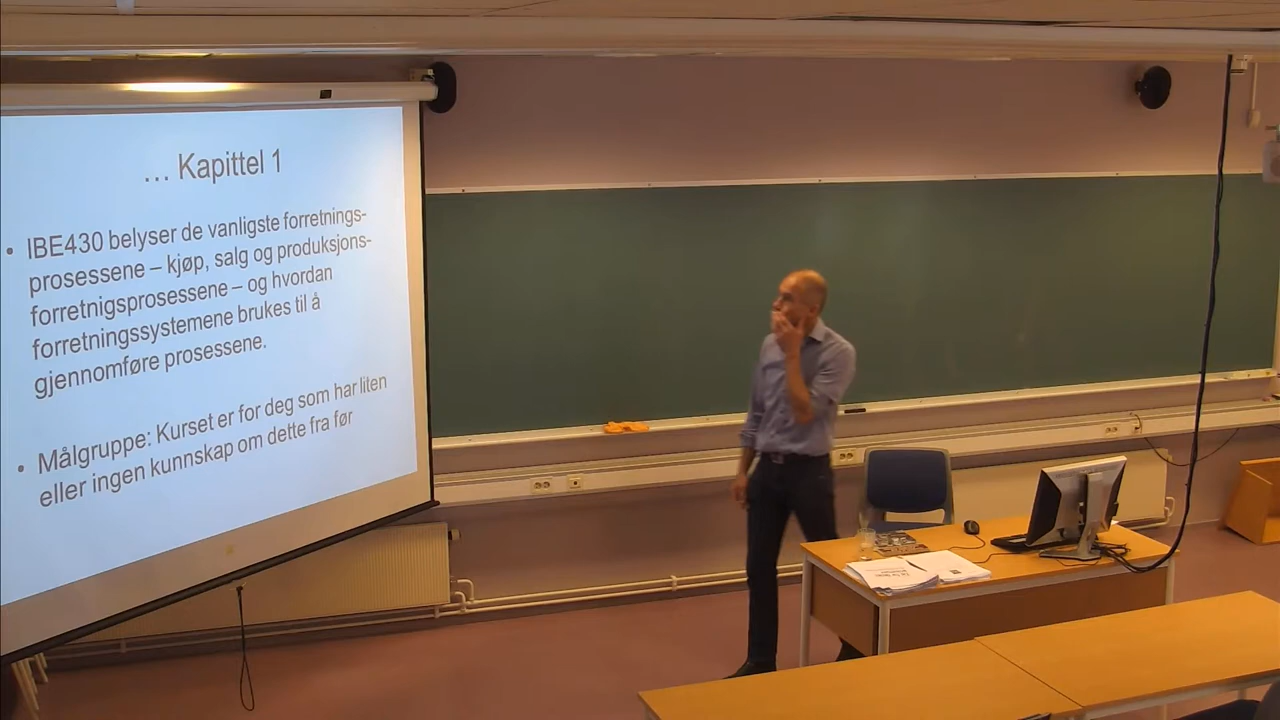 ... Kapittel 1
• IBE430 belyser de vanligste forretnings-
prosessene – kjøp, salg og produksjons-
forretnigsprosessene – og hvordan
forretningssystemene brukes til å
gjennomføre prosessene.
• Målgruppe: Kurset er for deg som har liten
eller ingen kunnskap om dette fra før